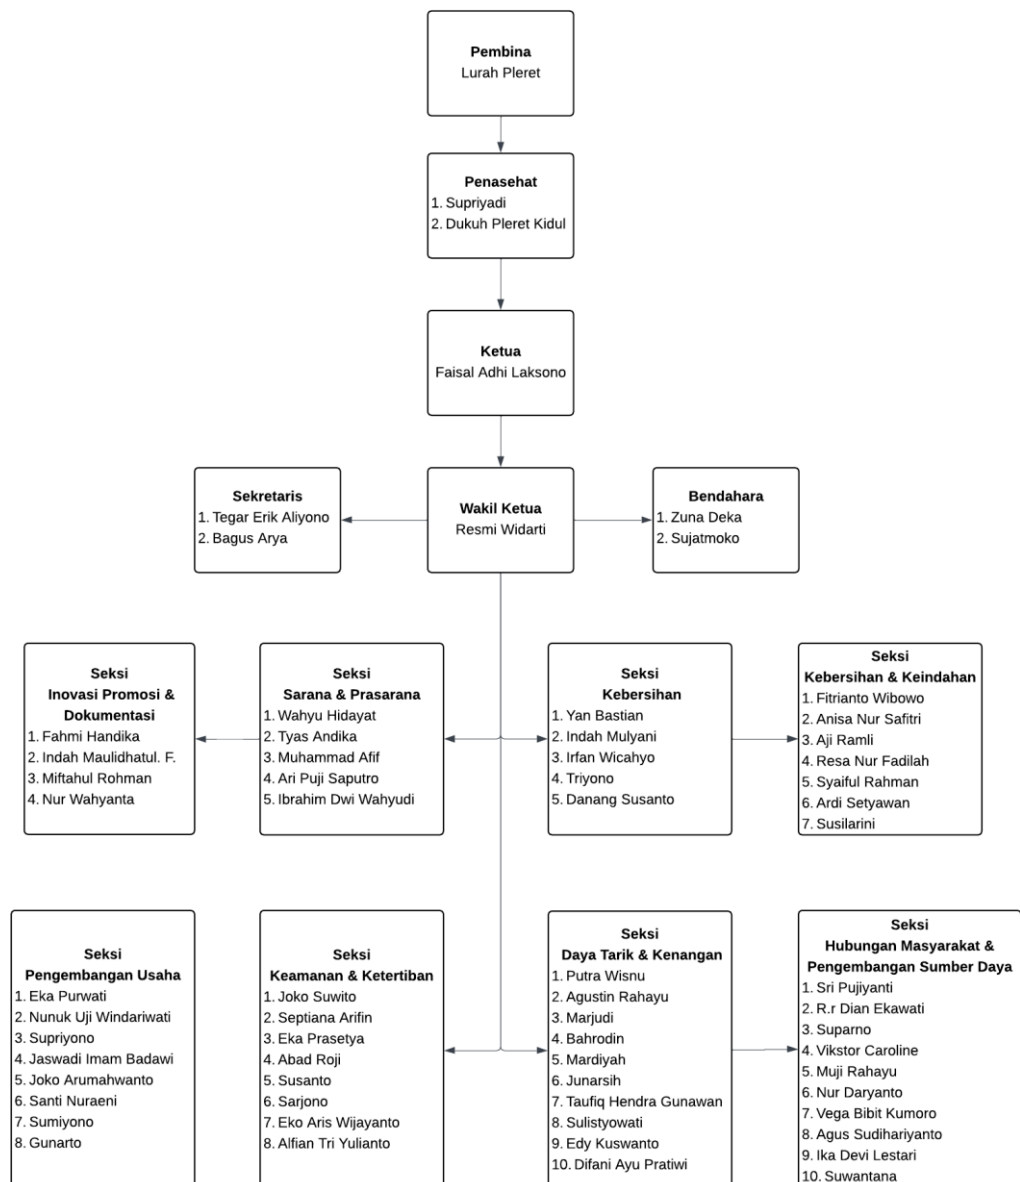 Pembina
Lurah Pleret
Penasehat
1. Supriyadi
2. Dukuh Pleret Kidul
Ketua
Faisal Adhi Laksono
Sekretaris
1. Tegar Erik Aliyono
2. Bagus Arya
Wakil Ketua
Resmi Widarti
Bendahara
1. Zuna Deka
2. Sujatmoko
Seksi
Inovasi Promosi &
Dokumentasi
1. Fahmi Handika
2. Indah Maulidhatul. F.
3. Miftahul Rohman
4. Nur Wahyanta
Seksi
Sarana & Prasarana
1. Wahyu Hidayat
2. Tyas Andika
3. Muhammad Afif
4. Ari Puji Saputro
5. Ibrahim Dwi Wahyudi
Seksi
Kebersihan
1. Yan Bastian
2. Indah Mulyani
3. Irfan Wicahyo
4. Triyono
5. Danang Susanto
Seksi
Kebersihan & Keindahan
1. Fitrianto Wibowo
2. Anisa Nur Safitri
3. Aji Ramli
4. Resa Nur Fadilah
5. Syaiful Rahman
6. Ardi Setyawan
7. Susilarini
Seksi
Pengembangan Usaha
1. Eka Purwati
2. Nunuk Uji Windariwati
3. Supriyono
4. Jaswadi Imam Badawi
5. Joko Arumahwanto
6. Santi Nuraeni
7. Sumiyono
8. Gunarto
Seksi
Keamanan & Ketertiban
1. Joko Suwito
2. Septiana Arifin
3. Eka Prasetya
4. Abad Roji
5. Susanto
6. Sarjono
7. Eko Aris Wijayanto
8. Alfian Tri Yulianto
Seksi
Daya Tarik & Kenangan
1. Putra Wisnu
2. Agustin Rahayu
3. Marjudi
4. Bahrodin
5. Mardiyah
6. Junarsih
7. Taufiq Hendra Gunawan
8. Sulistyowati
9. Edy Kuswanto
10. Difani Ayu Pratiwi
Seksi
Hubungan Masyarakat &
Pengembangan Sumber Daya
1. Sri Pujiyanti
2. R.r Dian Ekawati
3. Suparno
4. Vikstor Caroline
5. Muji Rahayu
6. Nur Daryanto
7. Vega Bibit Kumoro
8. Agus Sudihariyanto
9. Ika Devi Lestari
10. Suwantana